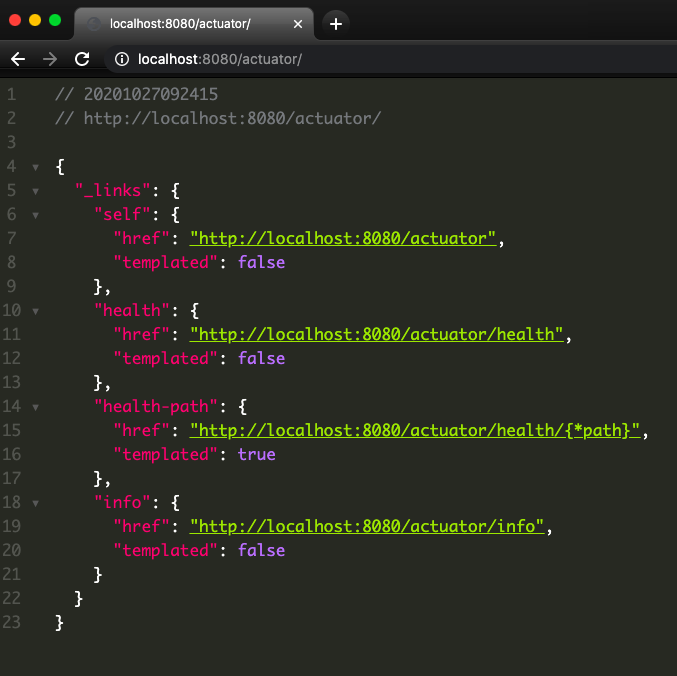 localhost:8080/actuator/
localhost:8080/actuator/
1 // 20201027092415
2 // http://localhost:8080/actuator/
3
4 {
5 "_links": {
6 "self": {
7 "href": "http://localhost:8080/actuator",
8 "templated": false
9 },
10 "health": {
11 "href": "http://localhost:8080/actuator/health",
12 "templated": false
13 },
14 "health-path": {
15 "href": "http://localhost:8080/actuator/health/{*path}",
16 "templated": true
17 },
18 "info": {
19 "href": "http://localhost:8080/actuator/info",
20 "templated": false
21 }
22 }
23 }